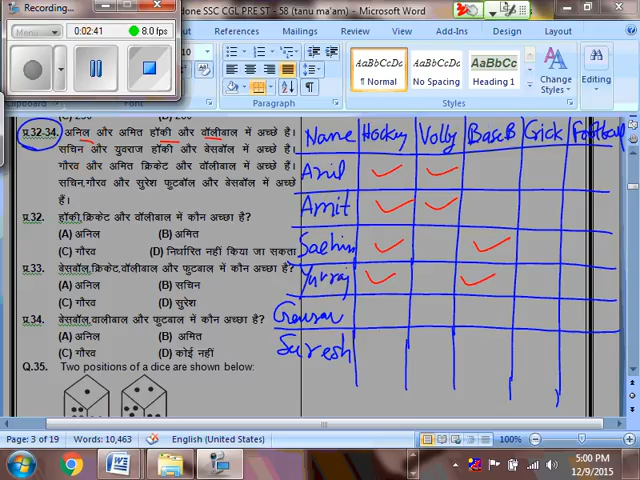 Recording...
Menu
0:02:41
8.0 fps
done SSC CGL PRE ST - 58 (tanu ma'am) - Microsoft Word
References
Mailings
Review
View
Add-Ins
Design
Layout
AaBbCcDc
AaBbCcDc
AaBbCc
¶ Normal
No Spacing
Heading 1
Change Styles
Editing
Font
Paragraph
Styles
प्र.32-34. अनिल और अमित हॉकी और वॉलीबाल में अच्छे है।
सचिन और युवराज हॉकी और बेसबॉल में अच्छे है।
गौरव और अमित क्रिकेट और वॉलीबाल में अच्छे है।
सचिन,गौरव और सुरेश फुटबॉल और बेसबॉल में अच्छे
हैं।
प्र.32. हॉकी,क्रिकेट और वॉलीबाल में कौन अच्छा है?
(A) अनिल (B) अमित
(C) गौरव (D) निर्धारित नहीं किया जा सकता
प्र.33. बेसबॉल,क्रिकेट,वॉलीबाल और फुटबाल में कौन अच्छा है?
(A) अनिल (B) सचिन
(C) गौरव (D) सुरेश
प्र.34. बेसबॉल,वालीबाल और फुटबाल में कौन अच्छा है?
(A) अनिल (B) अमित
(C) गौरव (D) कोई नहीं
Q.35. Two positions of a dice are shown below:
Name Hockey Volly BaseB Crick Football
Anil
Amit
Sachin
Yuvraj
Gourav
Suresh
Page: 3 of 19
Words: 10,463
English (United States)
100%
5:00 PM
12/9/2015